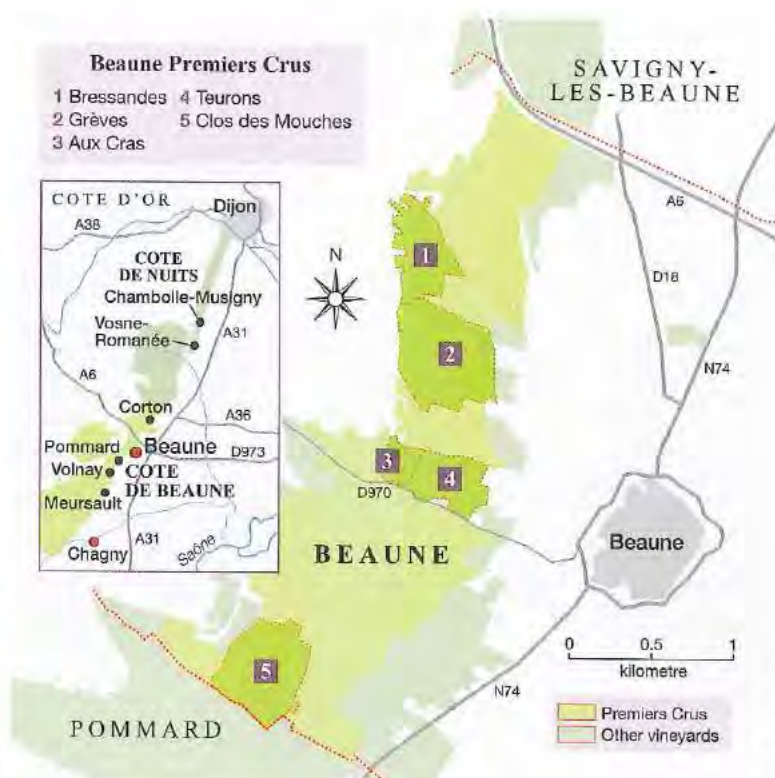 Beaune Premiers Crus
1 Bressandes 4 Teurons
2 Grèves 5 Clos des Mouches
3 Aux Cras
SAVIGNY-
LES-BEAUNE
COTE D'OR
Dijon
A38
COTE
DE NUITS
Chambolle-Musigny
Vosne-
Romanée
A31
A6
Corton
A36
Pommard
Beaune
D973
Volnay
COTE
DE BEAUNE
Meursault
A31
Saône
Chagny
N
A6
D18
N74
1
2
3
4
D970
BEAUNE
Beaune
0 0.5 1
kilometre
5
N74
POMMARD
Premiers Crus
Other vineyards